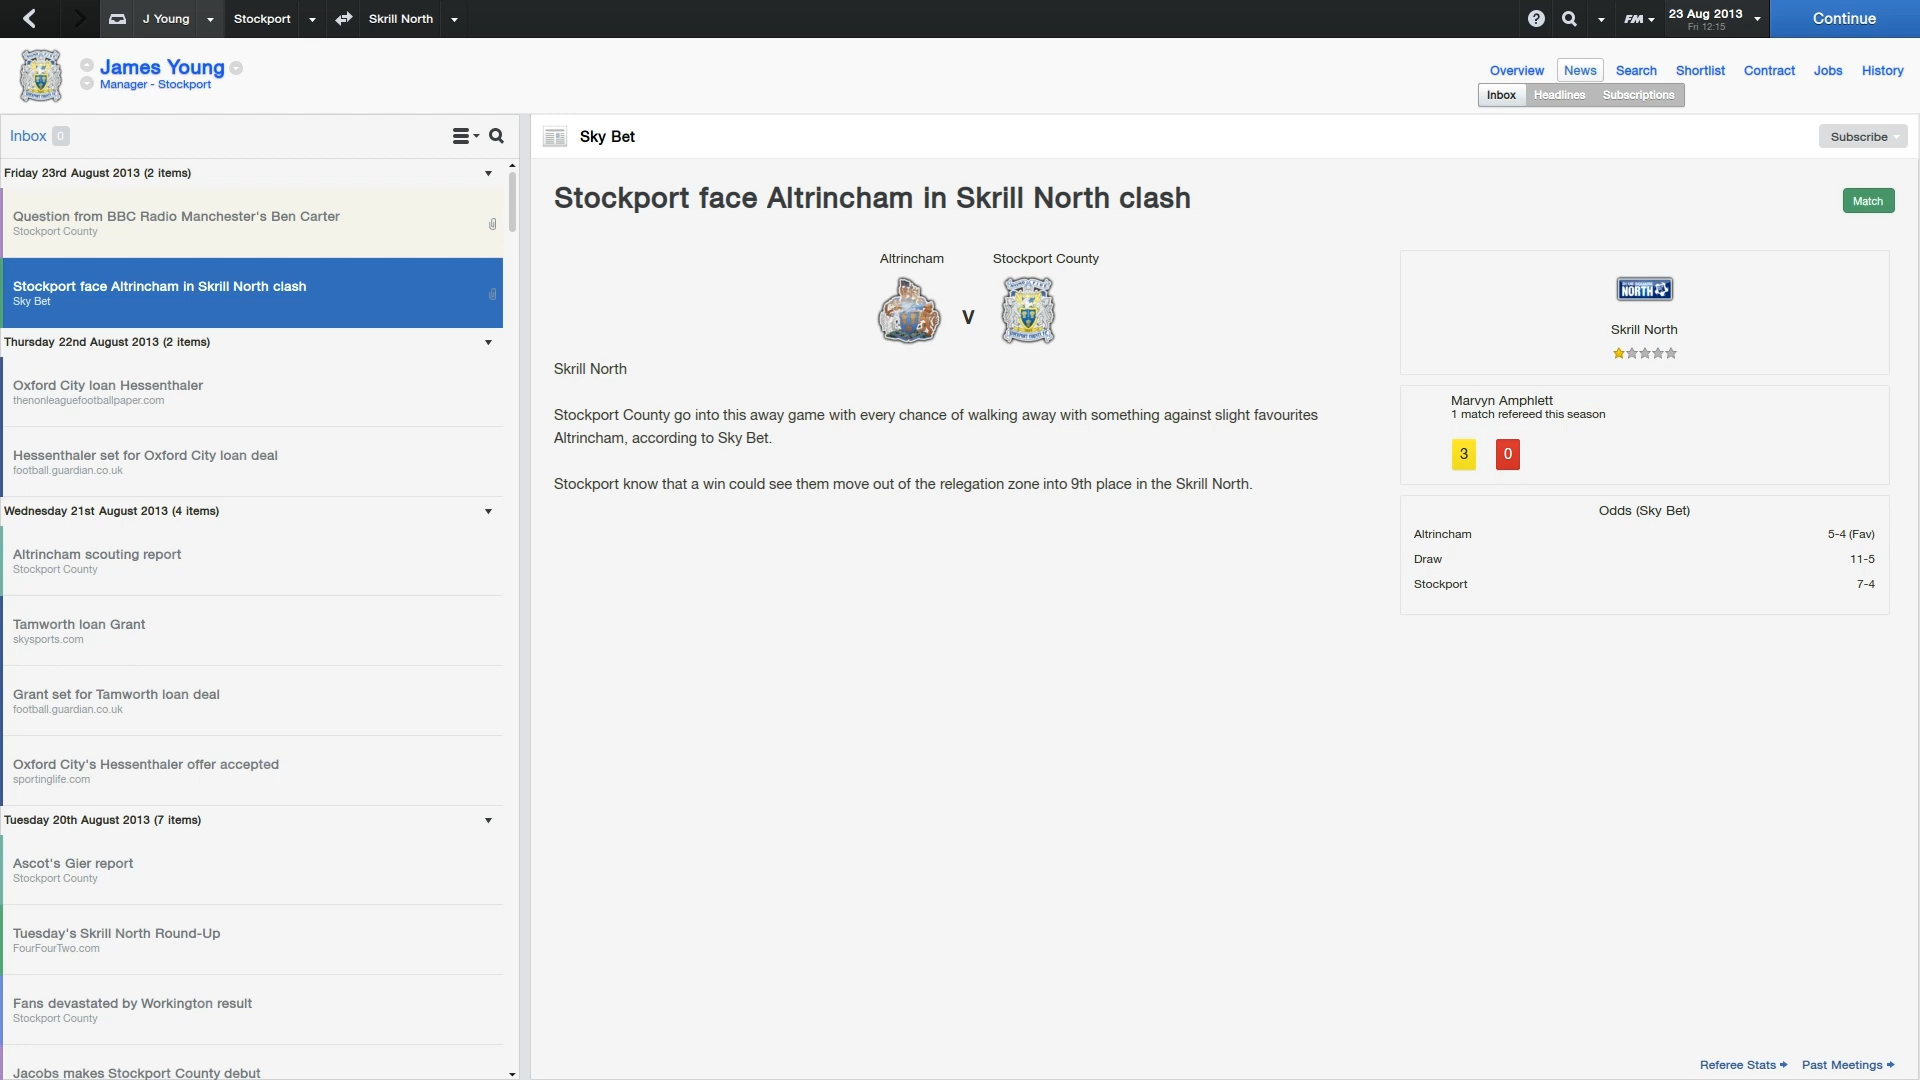 J Young
Stockport
Skrill North
FM
23 Aug 2013
Fri 12:15
Continue
James Young
Manager - Stockport
Overview
News
Search
Shortlist
Contract
Jobs
History
Inbox
Headlines
Subscriptions
Inbox 0
Friday 23rd August 2013 (2 items)
Question from BBC Radio Manchester's Ben Carter
Stockport County
Stockport face Altrincham in Skrill North clash
Sky Bet
Thursday 22nd August 2013 (2 items)
Oxford City loan Hessenthaler
thenonleaguefootballpaper.com
Hessenthaler set for Oxford City loan deal
football.guardian.co.uk
Wednesday 21st August 2013 (4 items)
Altrincham scouting report
Stockport County
Tamworth loan Grant
skysports.com
Grant set for Tamworth loan deal
football.guardian.co.uk
Oxford City's Hessenthaler offer accepted
sportinglife.com
Tuesday 20th August 2013 (7 items)
Ascot's Gier report
Stockport County
Tuesday's Skrill North Round-Up
FourFourTwo.com
Fans devastated by Workington result
Stockport County
Jacobs makes Stockport County debut
Sky Bet
Subscribe
Stockport face Altrincham in Skrill North clash
Match
Altrincham
Stockport County
V
Skrill North
Stockport County go into this away game with every chance of walking away with something against slight favourites
Altrincham, according to Sky Bet.
Stockport know that a win could see them move out of the relegation zone into 9th place in the Skrill North.
NORTH
Skrill North
Marvyn Amphlett
1 match refereed this season
3
0
Odds (Sky Bet)
Altrincham 5-4 (Fav)
Draw 11-5
Stockport 7-4
Referee Stats
Past Meetings